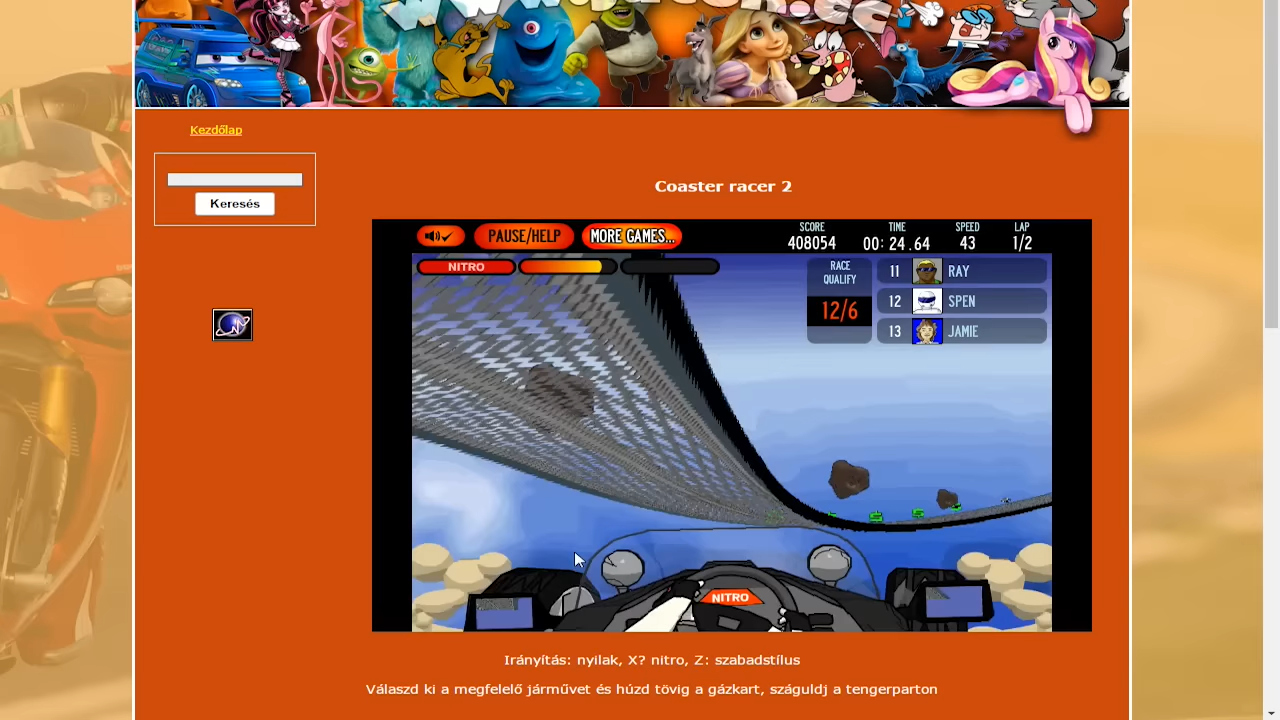 Kezdőlap
Keresés
Coaster racer 2
PAUSE/HELP
MORE GAMES...
SCORE
408054
TIME
00: 24 .64
SPEED
43
LAP
1/2
NITRO
RACE
QUALIFY
12/6
11 RAY
12 SPEN
13 JAMIE
NITRO
Irányítás: nyilak, X? nitro, Z: szabadstílus
Válaszd ki a megfelelő járművet és húzd tövig a gázkart, száguldj a tengerparton